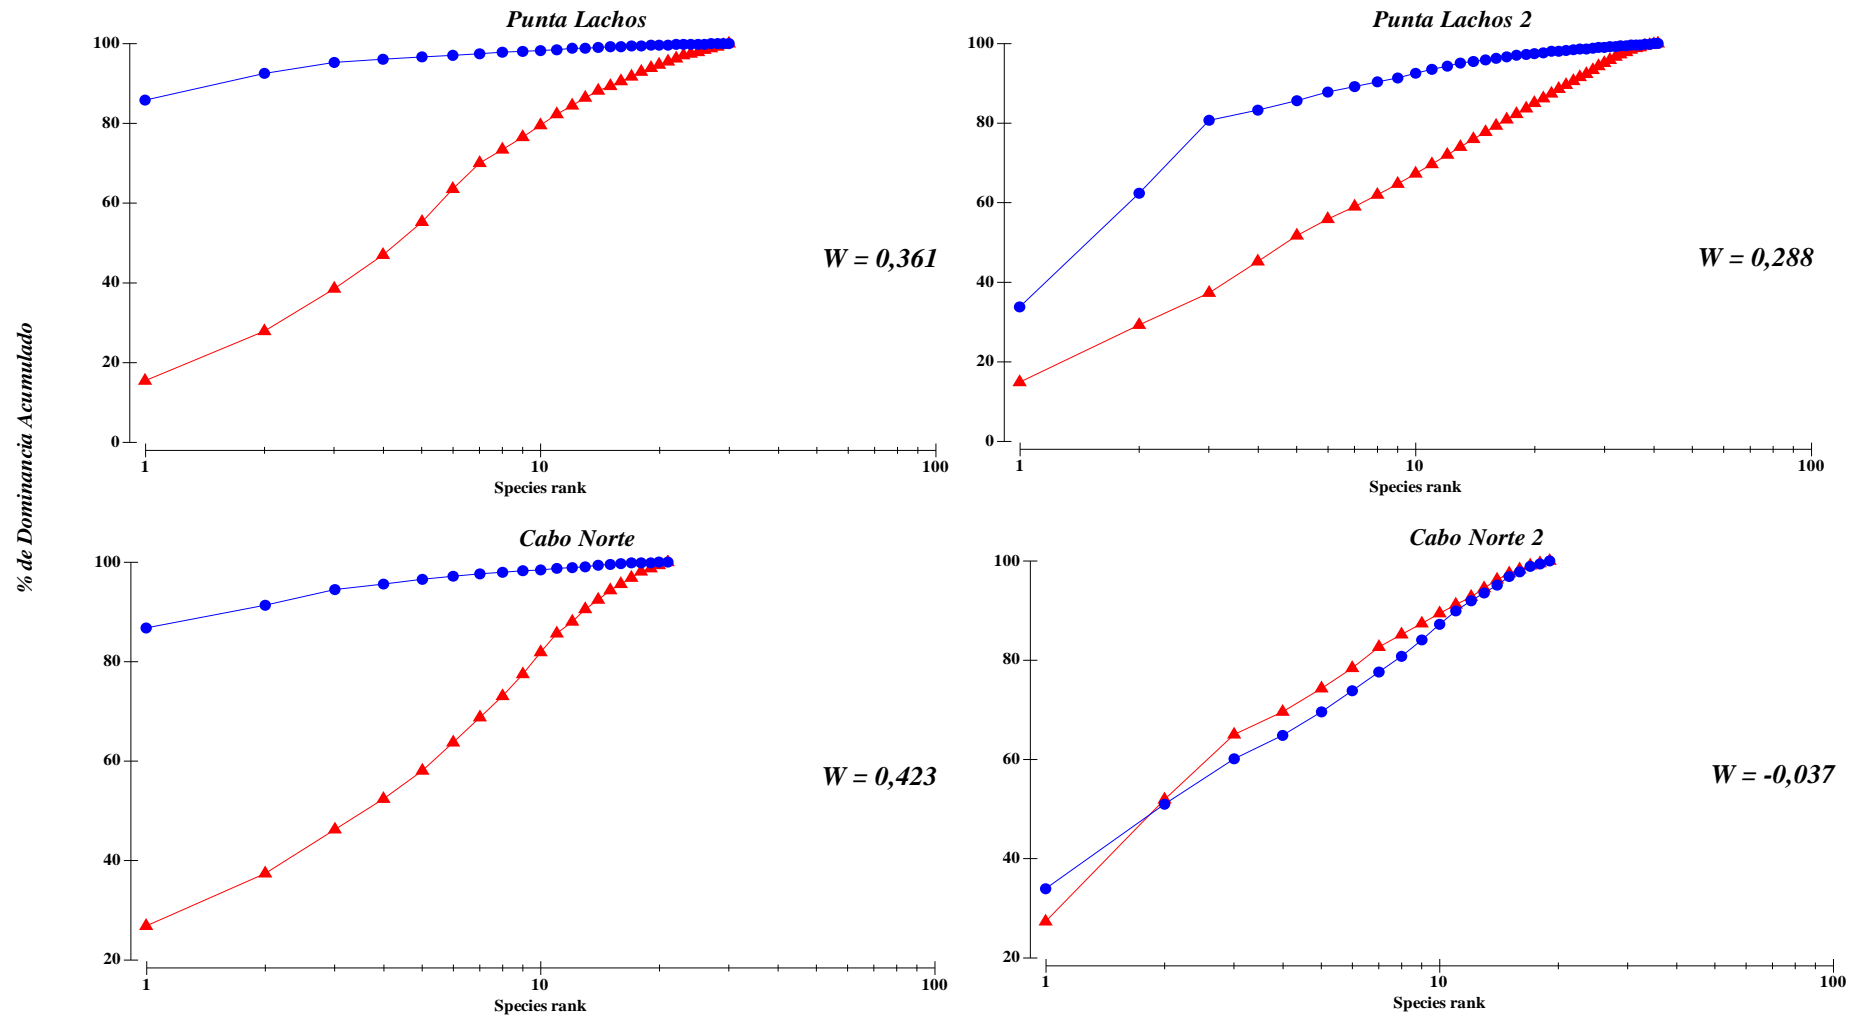 % de Dominancia Acumulado
Punta Lachos
100
80
60
40
20
0
W = 0,361
1
10
100
Species rank
Punta Lachos 2
100
80
60
40
20
0
W = 0,288
1
10
100
Species rank
Cabo Norte
100
80
60
40
20
W = 0,423
1
10
100
Species rank
Cabo Norte 2
100
80
60
40
20
W = -0,037
1
10
100
Species rank